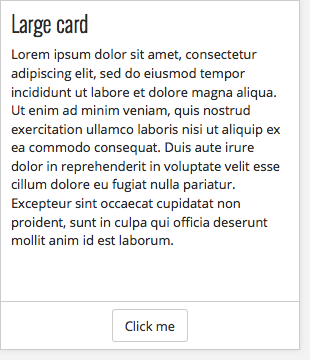 Large card
Lorem ipsum dolor sit amet, consectetur
adipiscing elit, sed do eiusmod tempor
incididunt ut labore et dolore magna aliqua.
Ut enim ad minim veniam, quis nostrud
exercitation ullamco laboris nisi ut aliquip ex
ea commodo consequat. Duis aute irure
dolor in reprehenderit in voluptate velit esse
cillum dolore eu fugiat nulla pariatur.
Excepteur sint occaecat cupidatat non
proident, sunt in culpa qui officia deserunt
mollit anim id est laborum.
Click me